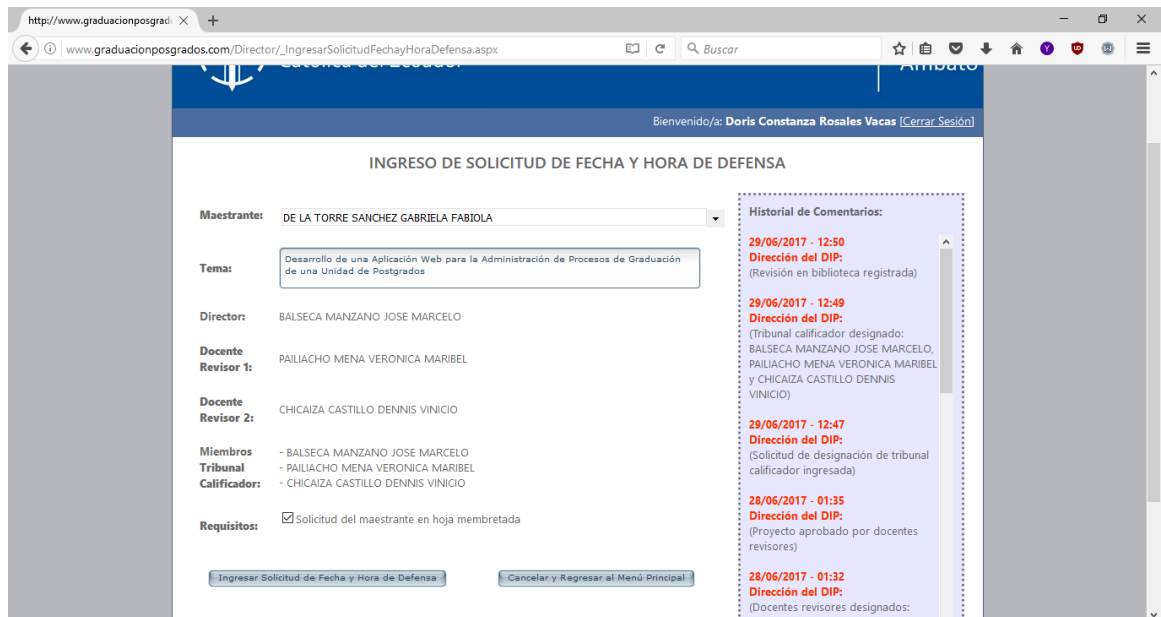 http://www.graduacionposgrad
www.graduacionposgrados.com/Director/_IngresarSolicitudFechayHoraDefensa.aspx
Buscar
Católica del Ecuador
Ambato
Bienvenido/a: Doris Constanza Rosales Vacas [Cerrar Sesión]
INGRESO DE SOLICITUD DE FECHA Y HORA DE DEFENSA
Maestrante:
DE LA TORRE SANCHEZ GABRIELA FABIOLA
Tema:
Desarrollo de una Aplicación Web para la Administración de Procesos de Graduación
de una Unidad de Postgrados
Director:
BALSECA MANZANO JOSE MARCELO
Docente
Revisor 1:
PAILIACHO MENA VERONICA MARIBEL
Docente
Revisor 2:
CHICAIZA CASTILLO DENNIS VINICIO
Miembros
Tribunal
Calificador:
- BALSECA MANZANO JOSE MARCELO
- PAILIACHO MENA VERONICA MARIBEL
- CHICAIZA CASTILLO DENNIS VINICIO
Requisitos:
Solicitud del maestrante en hoja membretada
Ingresar Solicitud de Fecha y Hora de Defensa
Cancelar y Regresar al Menú Principal
Historial de Comentarios:
29/06/2017 - 12:50
Dirección del DIP:
(Revisión en biblioteca registrada)
29/06/2017 - 12:49
Dirección del DIP:
(Tribunal calificador designado:
BALSECA MANZANO JOSE MARCELO,
PAILIACHO MENA VERONICA MARIBEL
y CHICAIZA CASTILLO DENNIS
VINICIO)
29/06/2017 - 12:47
Dirección del DIP:
(Solicitud de designación de tribunal
calificador ingresada)
28/06/2017 - 01:35
Dirección del DIP:
(Proyecto aprobado por docentes
revisores)
28/06/2017 - 01:32
Dirección del DIP:
(Docentes revisores designados: